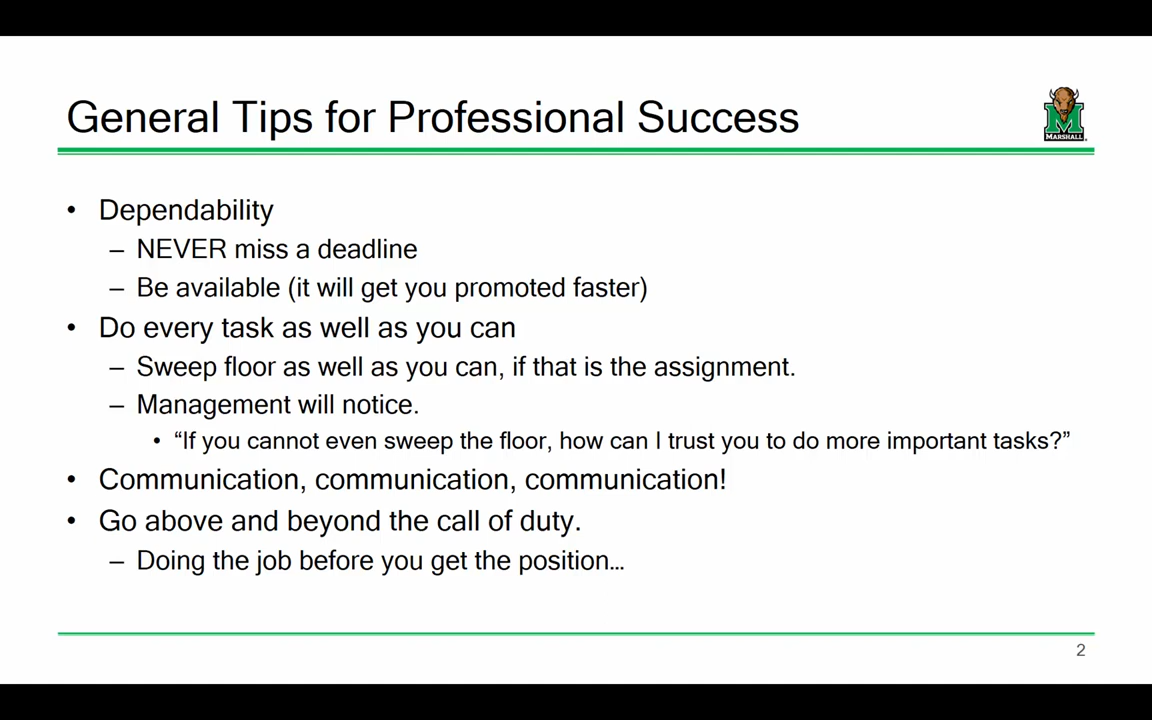 General Tips for Professional Success
MARSHALL
• Dependability
– NEVER miss a deadline
– Be available (it will get you promoted faster)
• Do every task as well as you can
– Sweep floor as well as you can, if that is the assignment.
– Management will notice.
• “If you cannot even sweep the floor, how can I trust you to do more important tasks?”
• Communication, communication, communication!
• Go above and beyond the call of duty.
– Doing the job before you get the position…
2